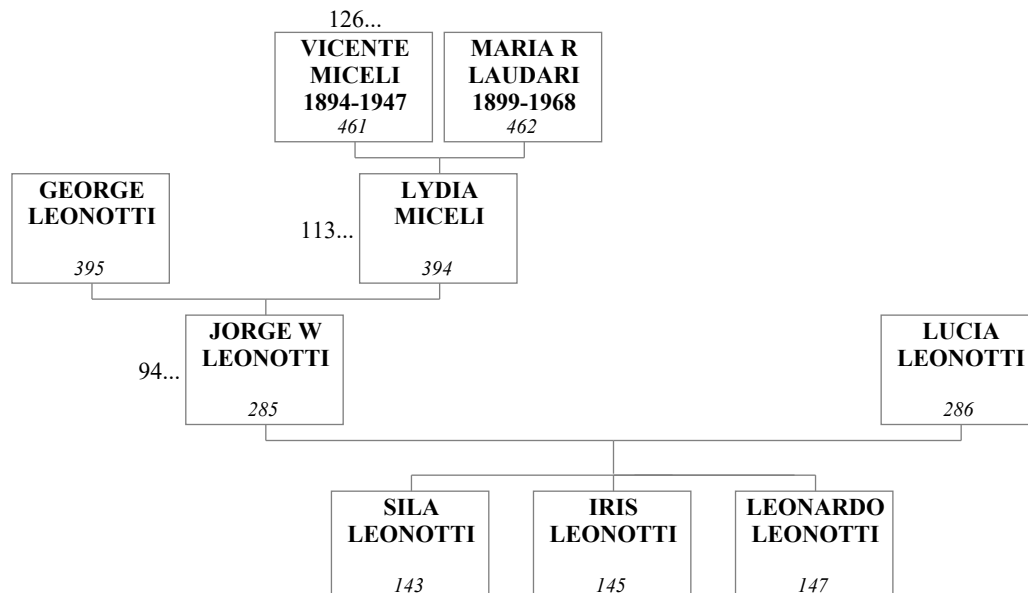 126...
VICENTE
MICELI
1894-1947
461
MARIA R
LAUDARI
1899-1968
462
GEORGE
LEONOTTI
395
113...
LYDIA
MICELI
394
94...
JORGE W
LEONOTTI
285
LUCIA
LEONOTTI
286
SILA
LEONOTTI
143
IRIS
LEONOTTI
145
LEONARDO
LEONOTTI
147